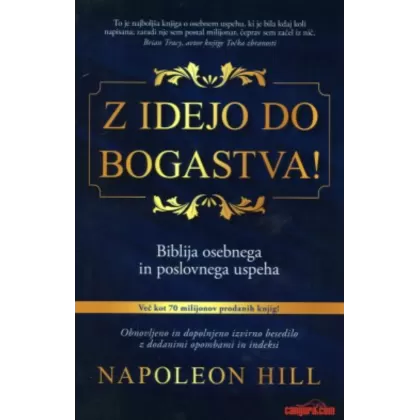 To je najboljša knjiga o osebnem uspehu, ki je bila kdaj koli
napisana; zaradi nje sem postal milijonar, čeprav sem začel iz nič.
Brian Tracy, avtor knjige Točka zbranosti
Z IDEJO DO
BOGASTVA!
Biblija osebnega
in poslovnega uspeha
Več kot 70 milijonov prodanih knjig!
Obnovljeno in dopolnjeno izvirno besedilo
z dodanimi opombami in indeksi
NAPOLEON HILL
canguro.com